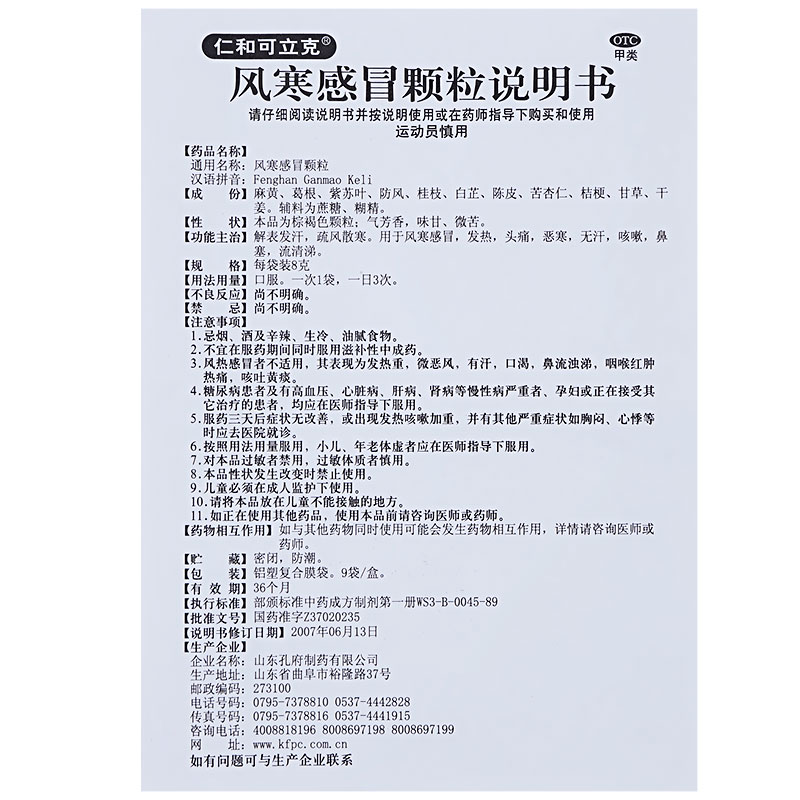 仁和可立克®
OTC
甲类
风寒感冒颗粒说明书
请仔细阅读说明书并按说明使用或在药师指导下购买和使用
运动员慎用
【药品名称】
通用名称：风寒感冒颗粒
汉语拼音：Fenghan Ganmao Keli
【成　份】麻黄、葛根、紫苏叶、防风、桂枝、白芷、陈皮、苦杏仁、桔梗、甘草、干
姜。辅料为蔗糖、糊精。
【性　状】本品为棕褐色颗粒；气芳香，味甘、微苦。
【功能主治】解表发汗，疏风散寒。用于风寒感冒，发热，头痛，恶寒，无汗，咳嗽，鼻
塞，流清涕。
【规　格】每袋装8克
【用法用量】口服。一次1袋，一日3次。
【不良反应】尚不明确。
【禁　忌】尚不明确。
【注意事项】
1.忌烟、酒及辛辣、生冷、油腻食物。
2.不宜在服药期间同时服用滋补性中成药。
3.风热感冒者不适用，其表现为发热重，微恶风，有汗，口渴，鼻流浊涕，咽喉红肿
热痛，咳吐黄痰。
4.糖尿病患者及有高血压、心脏病、肝病、肾病等慢性病严重者、孕妇或正在接受其
它治疗的患者，均应在医师指导下服用。
5.服药三天后症状无改善，或出现发热咳嗽加重，并有其他严重症状如胸闷、心悸等
时应去医院就诊。
6.按照用法用量服用，小儿、年老体虚者应在医师指导下服用。
7.对本品过敏者禁用，过敏体质者慎用。
8.本品性状发生改变时禁止使用。
9.儿童必须在成人监护下使用。
10.请将本品放在儿童不能接触的地方。
11.如正在使用其他药品，使用本品前请咨询医师或药师。
【药物相互作用】如与其他药物同时使用可能会发生药物相互作用，详情请咨询医师或
药师。
【贮　藏】密闭，防潮。
【包　装】铝塑复合膜袋。9袋/盒。
【有 效 期】36个月
【执行标准】部颁标准中药成方制剂第一册WS3-B-0045-89
【批准文号】国药准字Z37020235
【说明书修订日期】2007年06月13日
【生产企业】
企业名称：山东孔府制药有限公司
生产地址：山东省曲阜市裕隆路37号
邮政编码：273100
电话号码：0795-7378810 0537-4442828
传真号码：0795-7378816 0537-4441915
咨询电话：4008818196 8008697198 8008697199
网　址：www.kfpc.com.cn
如有问题可与生产企业联系